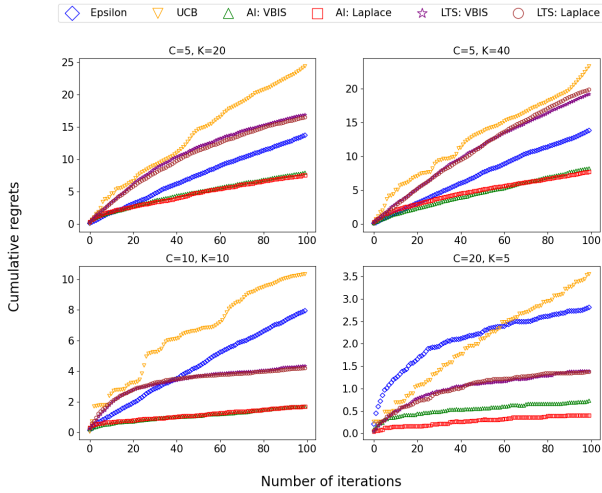 Epsilon UCB AI: VBIS AI: Laplace LTS: VBIS LTS: Laplace
C=5, K=20
25
20
15
10
5
0
0 20 40 60 80 100
C=5, K=40
20
15
10
5
0
0 20 40 60 80 100
C=10, K=10
10
8
6
4
2
0
0 20 40 60 80 100
C=20, K=5
3.5
3.0
2.5
2.0
1.5
1.0
0.5
0.0
0 20 40 60 80 100
Cumulative regrets
Number of iterations